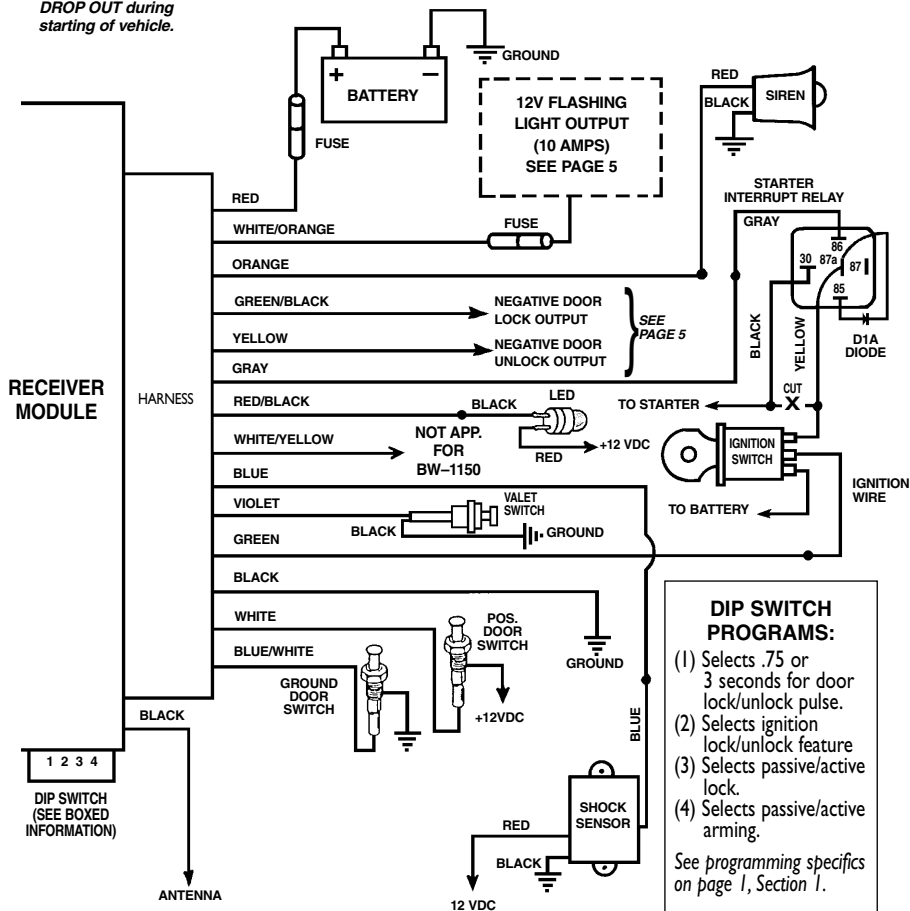 DROP OUT during
starting of vehicle.
GROUND
+
–
BATTERY
FUSE
12V FLASHING
LIGHT OUTPUT
(10 AMPS)
SEE PAGE 5
RED
BLACK
SIREN
STARTER
INTERRUPT RELAY
GRAY
86
30
87a
87
85
D1A
DIODE
BLACK
YELLOW
RED
WHITE/ORANGE
FUSE
ORANGE
GREEN/BLACK
NEGATIVE DOOR
LOCK OUTPUT
YELLOW
NEGATIVE DOOR
UNLOCK OUTPUT
SEE
PAGE 5
GRAY
RECEIVER
MODULE
HARNESS
RED/BLACK
BLACK
LED
RED
+12 VDC
TO STARTER
CUT
X
WHITE/YELLOW
NOT APP.
FOR
BW–1150
IGNITION
SWITCH
IGNITION
WIRE
TO BATTERY
BLUE
VIOLET
VALET
SWITCH
BLACK
GROUND
GREEN
BLACK
GROUND
WHITE
POS.
DOOR
SWITCH
+12VDC
BLUE/WHITE
GROUND
DOOR
SWITCH
BLACK
ANTENNA
1 2 3 4
DIP SWITCH
(SEE BOXED
INFORMATION)
BLUE
SHOCK
SENSOR
RED
BLACK
12 VDC
DIP SWITCH
PROGRAMS:
(1) Selects .75 or
3 seconds for door
lock/unlock pulse.
(2) Selects ignition
lock/unlock feature
(3) Selects passive/active
lock.
(4) Selects passive/active
arming.
See programming specifics
on page 1, Section 1.